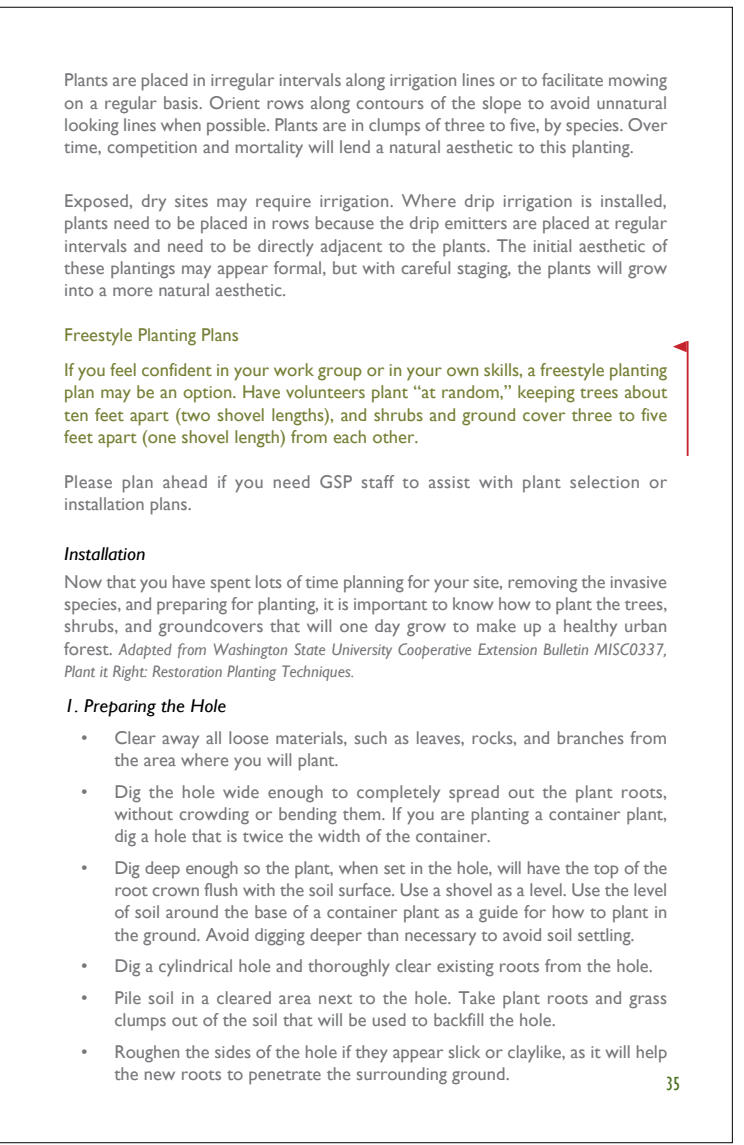 Plants are placed in irregular intervals along irrigation lines or to facilitate mowing
on a regular basis. Orient rows along contours of the slope to avoid unnatural
looking lines when possible. Plants are in clumps of three to five, by species. Over
time, competition and mortality will lend a natural aesthetic to this planting.
Exposed, dry sites may require irrigation. Where drip irrigation is installed,
plants need to be placed in rows because the drip emitters are placed at regular
intervals and need to be directly adjacent to the plants. The initial aesthetic of
these plantings may appear formal, but with careful staging, the plants will grow
into a more natural aesthetic.
Freestyle Planting Plans
If you feel confident in your work group or in your own skills, a freestyle planting
plan may be an option. Have volunteers plant “at random,” keeping trees about
ten feet apart (two shovel lengths), and shrubs and ground cover three to five
feet apart (one shovel length) from each other.
Please plan ahead if you need GSP staff to assist with plant selection or
installation plans.
Installation
Now that you have spent lots of time planning for your site, removing the invasive
species, and preparing for planting, it is important to know how to plant the trees,
shrubs, and groundcovers that will one day grow to make up a healthy urban
forest. Adapted from Washington State University Cooperative Extension Bulletin MISC0337,
Plant it Right: Restoration Planting Techniques.
1. Preparing the Hole
• Clear away all loose materials, such as leaves, rocks, and branches from
the area where you will plant.
• Dig the hole wide enough to completely spread out the plant roots,
without crowding or bending them. If you are planting a container plant,
dig a hole that is twice the width of the container.
• Dig deep enough so the plant, when set in the hole, will have the top of the
root crown flush with the soil surface. Use a shovel as a level. Use the level
of soil around the base of a container plant as a guide for how to plant in
the ground. Avoid digging deeper than necessary to avoid soil settling.
• Dig a cylindrical hole and thoroughly clear existing roots from the hole.
• Pile soil in a cleared area next to the hole. Take plant roots and grass
clumps out of the soil that will be used to backfill the hole.
• Roughen the sides of the hole if they appear slick or claylike, as it will help
the new roots to penetrate the surrounding ground.
35